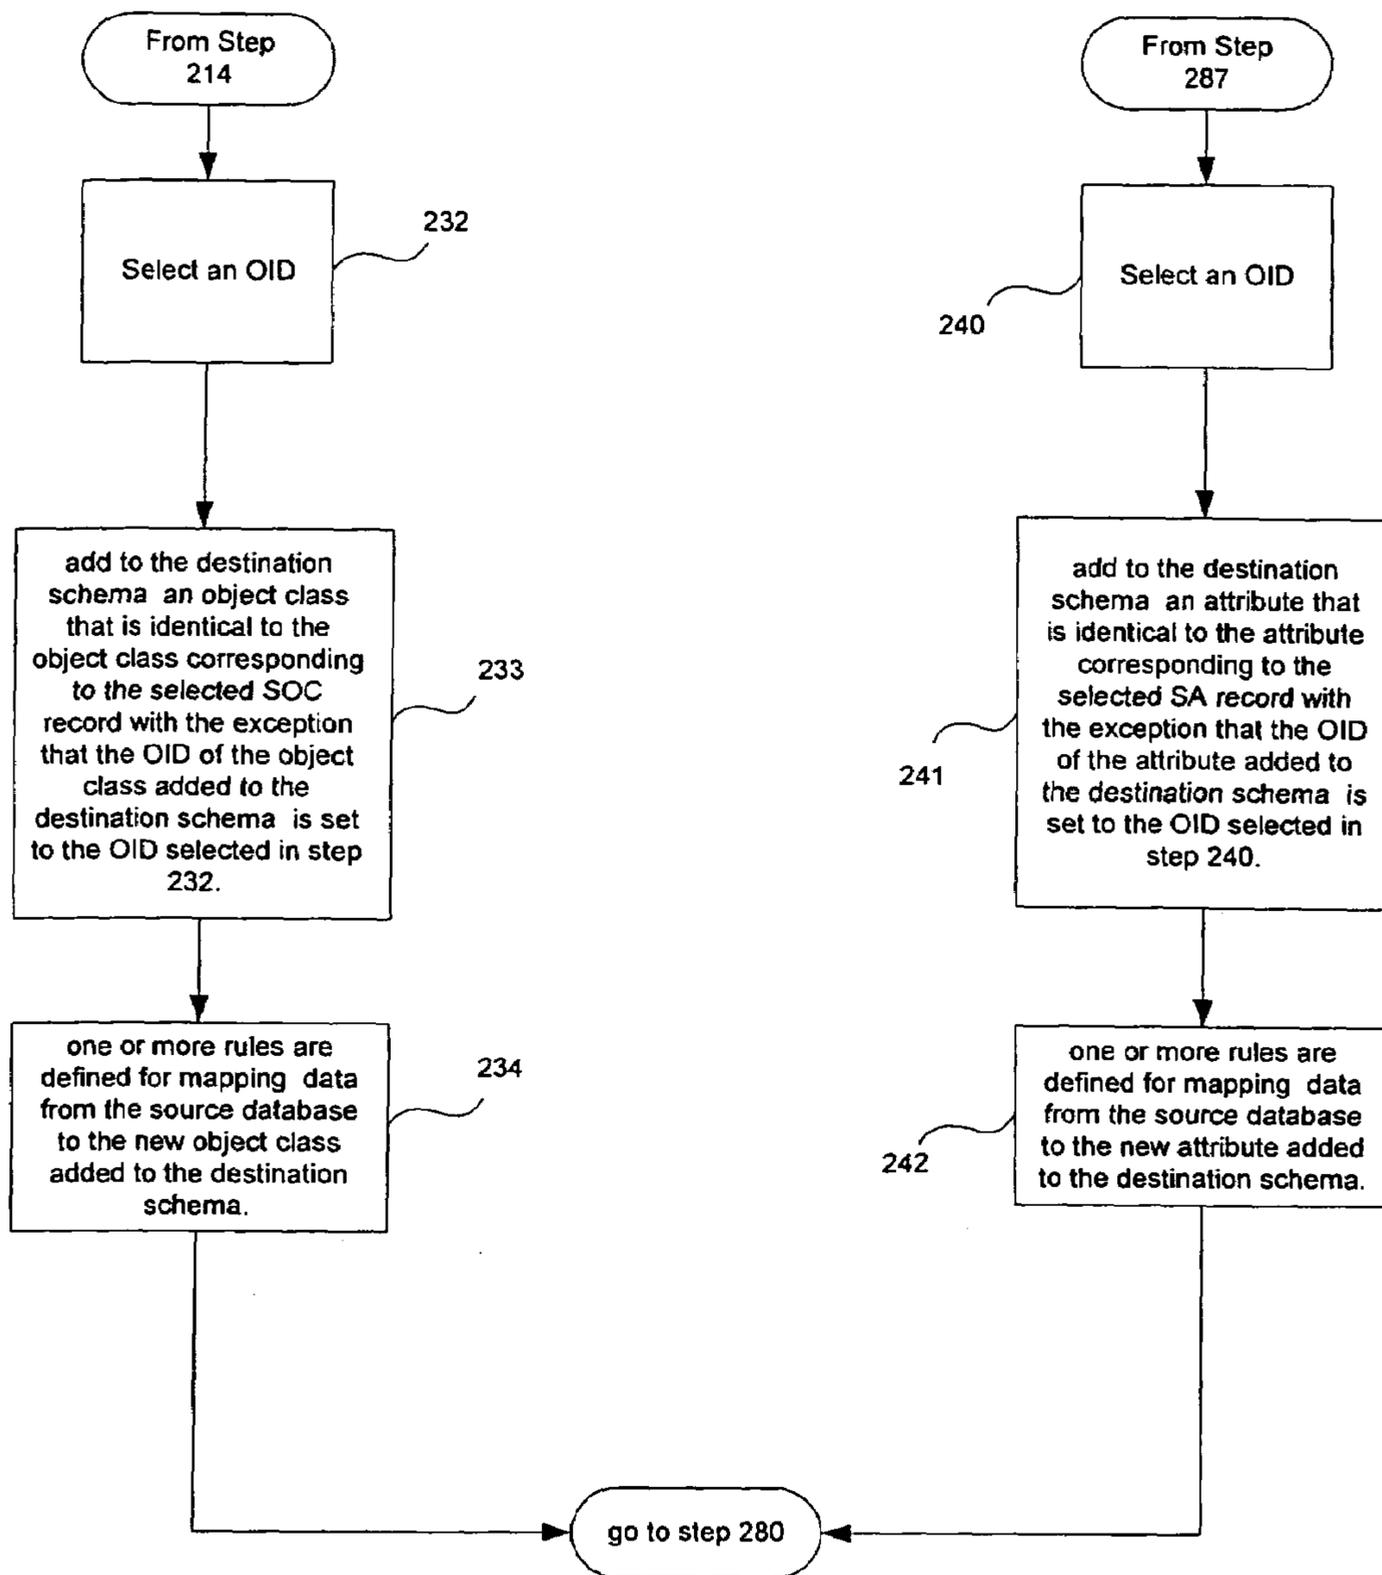 From Step
214
Select an OID
232
add to the destination
schema an object class
that is identical to the
object class corresponding
to the selected SOC
record with the exception
that the OID of the object
class added to the
destination schema is set
to the OID selected in step
232.
233
one or more rules are
defined for mapping data
from the source database
to the new object class
added to the destination
schema.
234
From Step
287
Select an OID
240
add to the destination
schema an attribute that
is identical to the attribute
corresponding to the
selected SA record with
the exception that the OID
of the attribute added to
the destination schema is
set to the OID selected in
step 240.
241
one or more rules are
defined for mapping data
from the source database
to the new attribute added
to the destination schema.
242
go to step 280